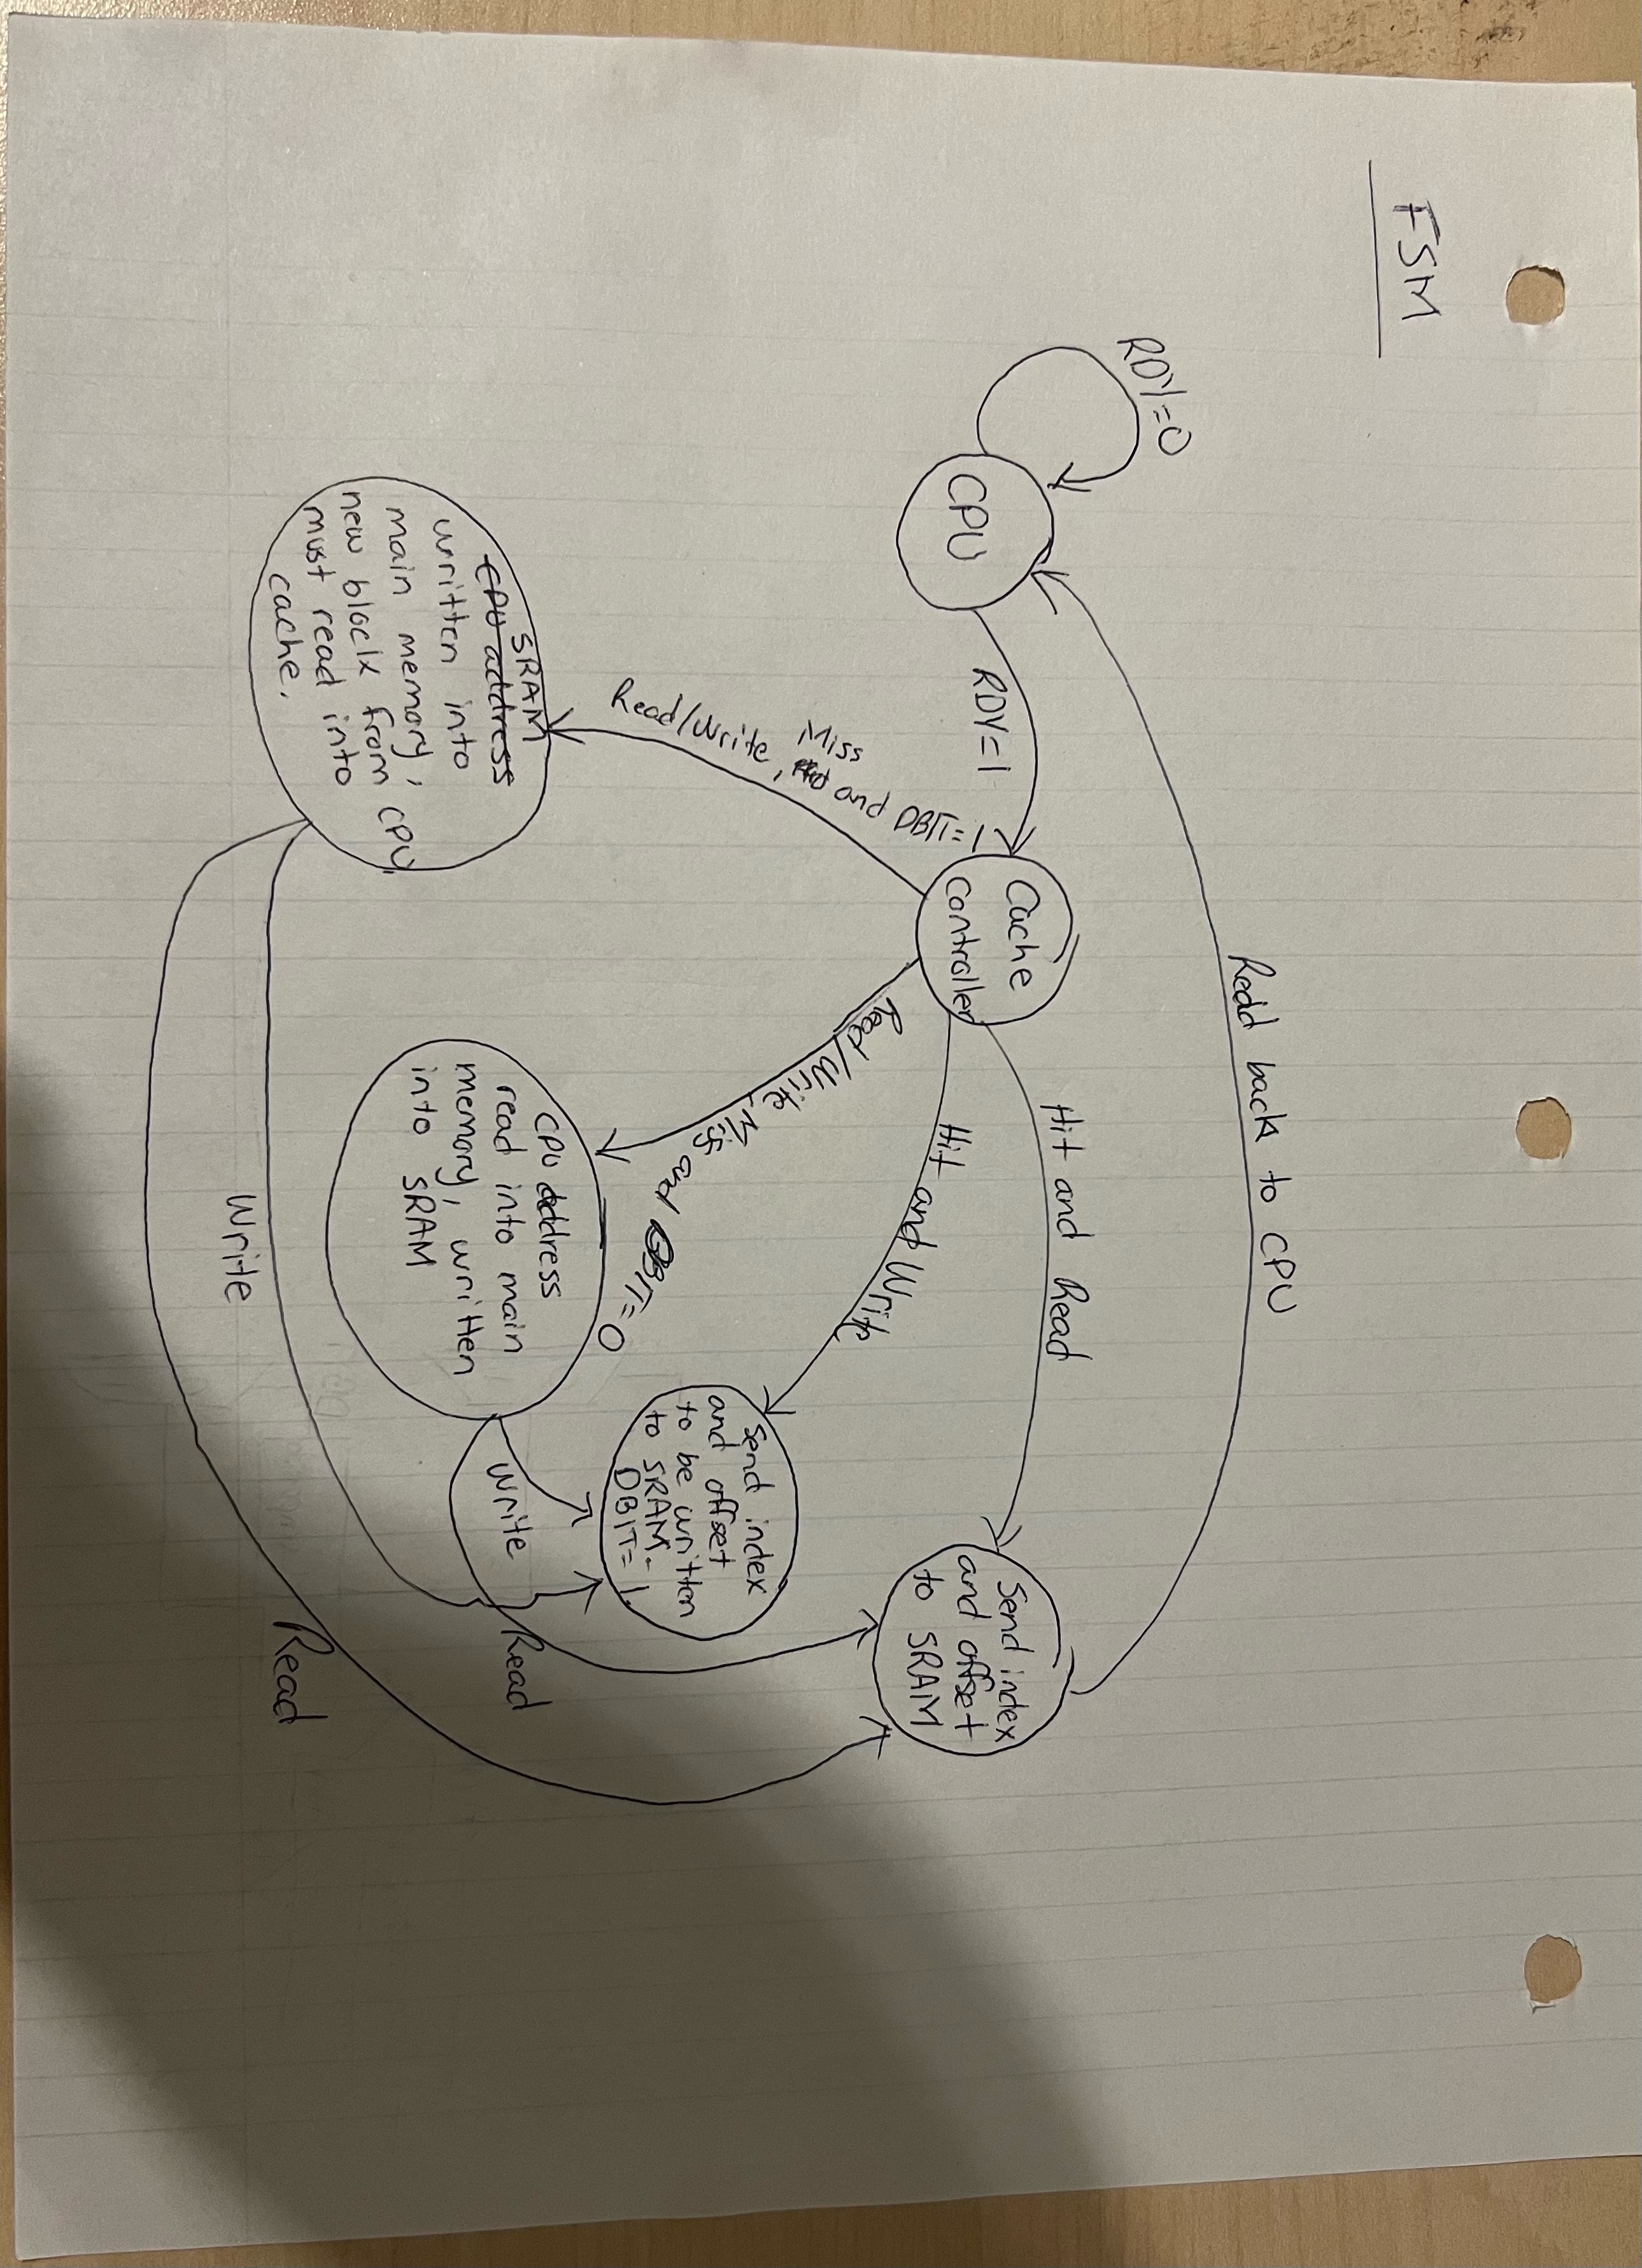 FSM
Read back to CPU
RDY=0
RDY=1
CPU
Cache
controller
Hit and Read
Hit and Write
Send index
and offset
to SRAM
Read/Write, Miss and DBIT=1
Read/Write, Miss and DBIT=0
Send index
and offset
to be written
to SRAM.
DBIT=1.
SRAM
CPU address
written into
main memory,
new block from CPU
must read into
cache.
CPU address
read into main
memory, written
into SRAM
Write
Read
Write
Read